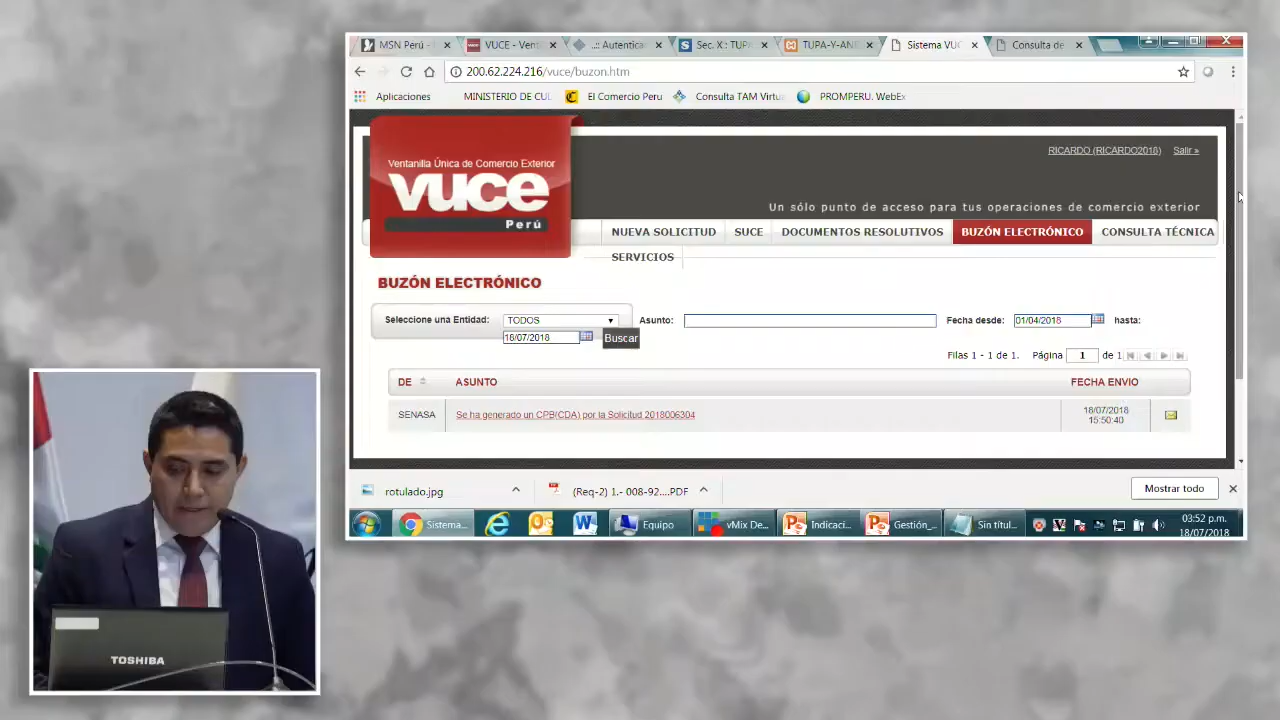 MSN Perú -
VUCE - Vent
..:: Autentica
Sec. X.: TUPA
TUPA-Y-ANE
Sistema VUC
Consulta de
200.62.224.216/vuce/buzon.htm
Aplicaciones
MINISTERIO DE CUL
El Comercio Peru
Consulta TAM Virtua
PROMPERU. WebEx
Ventanilla Única de Comercio Exterior
vuce
Perú
RICARDO (RICARDO2018)
Salir »
Un sólo punto de acceso para tus operaciones de comercio exterior
NUEVA SOLICITUD
SUCE
DOCUMENTOS RESOLUTIVOS
BUZÓN ELECTRÓNICO
CONSULTA TÉCNICA
SERVICIOS
BUZÓN ELECTRÓNICO
Seleccione una Entidad:
TODOS
Asunto:
Fecha desde:
01/04/2018
hasta:
18/07/2018
Buscar
Filas 1 - 1 de 1.
Página
1
de 1
DE
ASUNTO
FECHA ENVIO
SENASA
Se ha generado un CPB(CDA) por la Solicitud 2018006304
18/07/2018
15:50:40
rotulado.jpg
(Req-2) 1.- 008-92....PDF
Mostrar todo
Sistema...
Equipo
vMix De...
Indicaci...
Gestión_...
Sin títul...
03:52 p.m.
18/07/2018
TOSHIBA